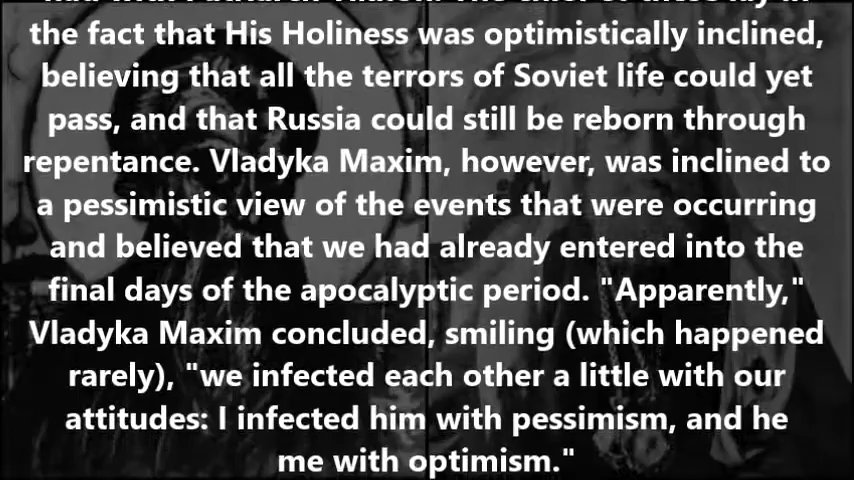 the fact that His Holiness was optimistically inclined,
believing that all the terrors of Soviet life could yet
pass, and that Russia could still be reborn through
repentance. Vladyka Maxim, however, was inclined to
a pessimistic view of the events that were occurring
and believed that we had already entered into the
final days of the apocalyptic period. "Apparently,"
Vladyka Maxim concluded, smiling (which happened
rarely), "we infected each other a little with our
attitudes: I infected him with pessimism, and he
me with optimism."